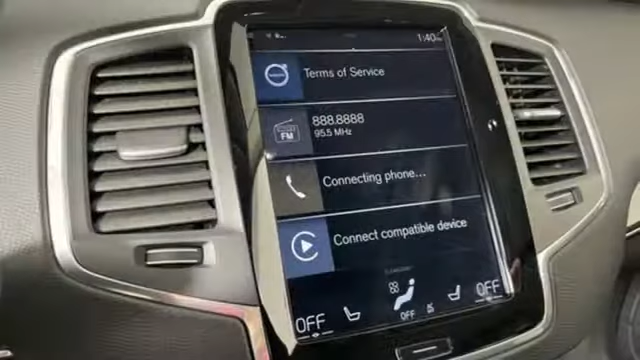 1:40
Terms of Service
888.8888
95.5 MHz
FM
Connecting phone...
Connect compatible device
OFF
OFF
OFF